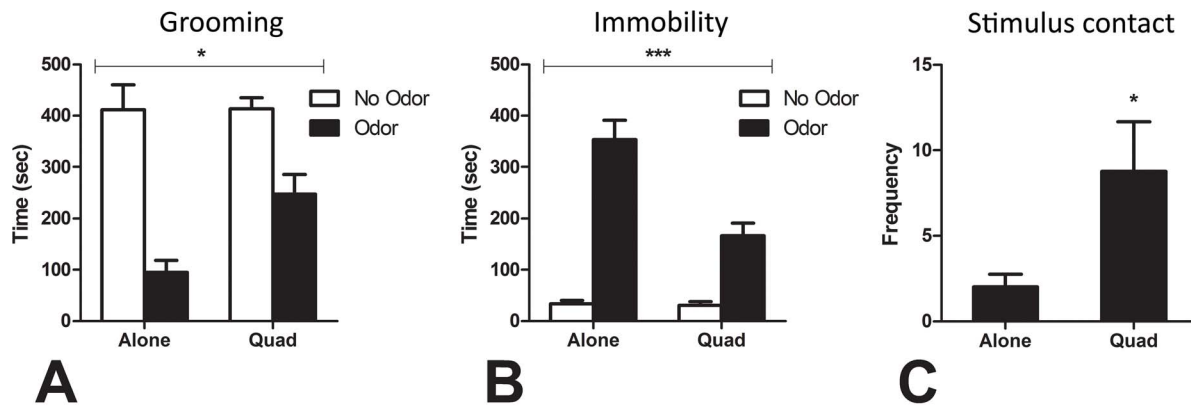 Grooming
*
500
400
300
200
100
0
Time (sec)
No Odor
Odor
Alone Quad
A
Immobility
***
500
400
300
200
100
0
Time (sec)
No Odor
Odor
Alone Quad
B
Stimulus contact
*
15
10
5
0
Frequency
Alone Quad
C